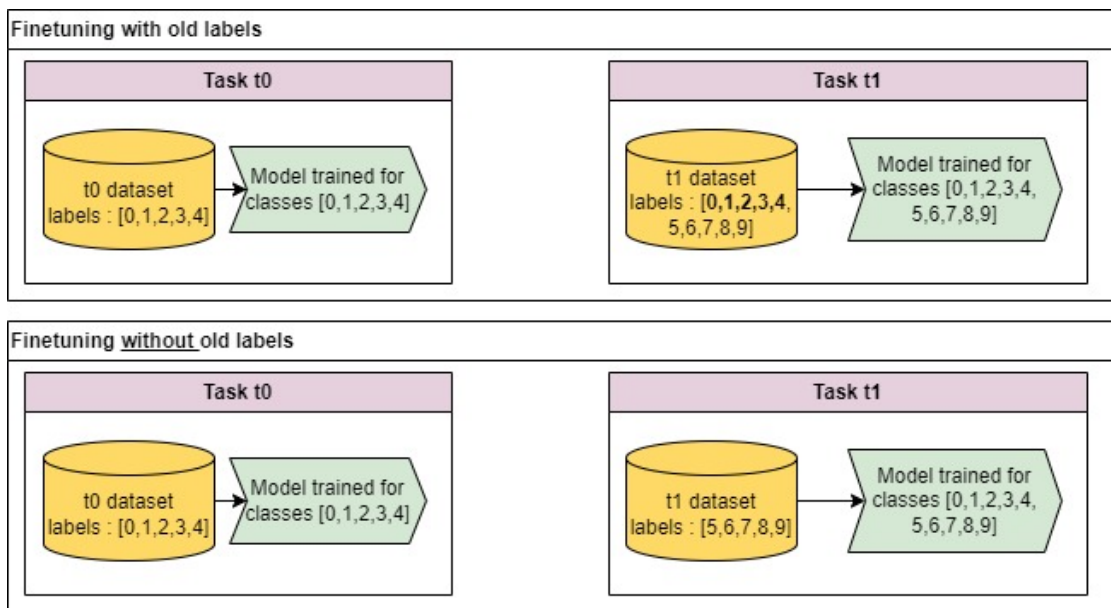 Finetuning with old labels
Task t0
t0 dataset
labels : [0,1,2,3,4]
Model trained for
classes [0,1,2,3,4]
Task t1
t1 dataset
labels : [0,1,2,3,4,
5,6,7,8,9]
Model trained for
classes [0,1,2,3,4,
5,6,7,8,9]
Finetuning without old labels
Task t0
t0 dataset
labels : [0,1,2,3,4]
Model trained for
classes [0,1,2,3,4]
Task t1
t1 dataset
labels : [5,6,7,8,9]
Model trained for
classes [0,1,2,3,4,
5,6,7,8,9]